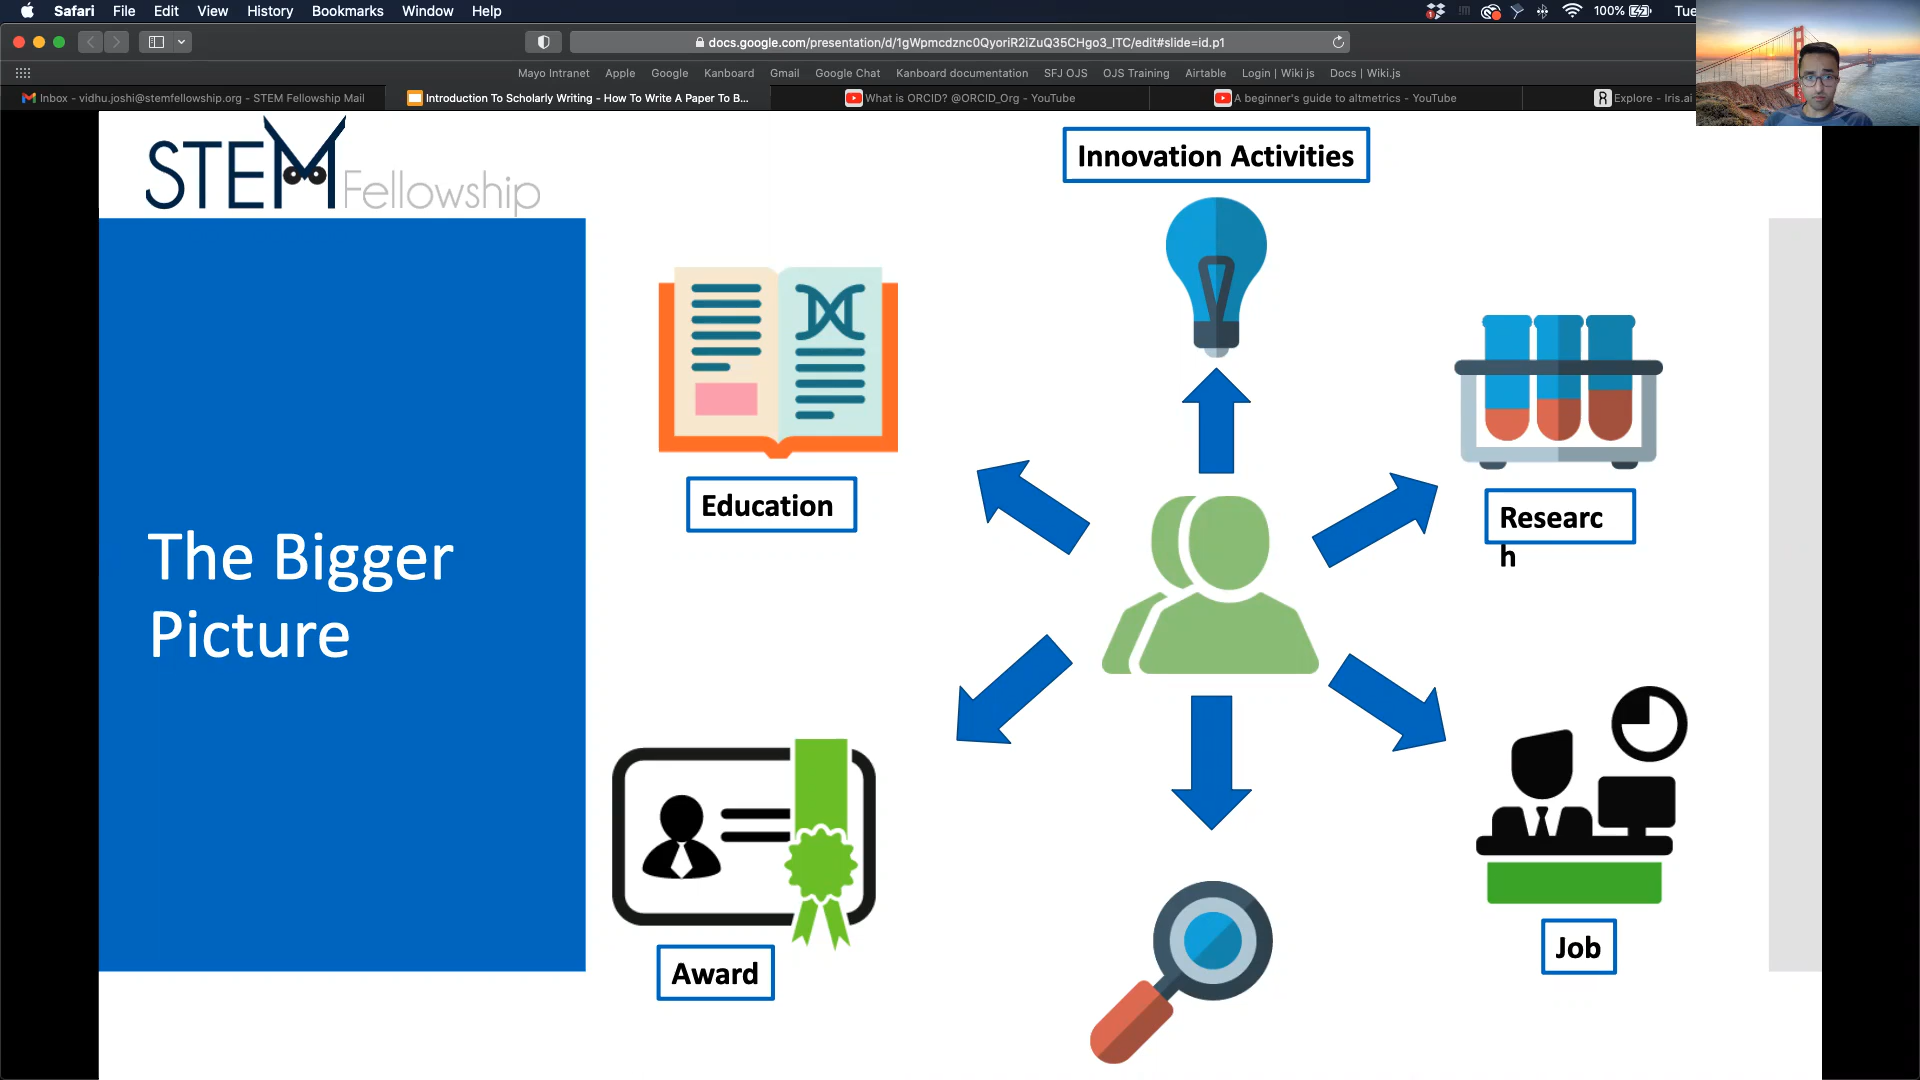 Safari File Edit View History Bookmarks Window Help 100% Tue
docs.google.com/presentation/d/1gWpmcdznc0QyoriR2iZuQ35CHgo3_ITC/edit#slide=id.p1
Mayo Intranet Apple Google Kanboard Gmail Google Chat Kanboard documentation SFJ OJS OJS Training Airtable Login | Wiki js Docs | Wiki.js
Inbox - vidhu.joshi@stemfellowship.org - STEM Fellowship Mail
Introduction To Scholarly Writing - How To Write A Paper To B...
What is ORCID? @ORCID_Org - YouTube
A beginner's guide to altmetrics - YouTube
R Explore - Iris.ai
STEM Fellowship
The Bigger
Picture
Innovation Activities
Education
Researc
h
Award
Job